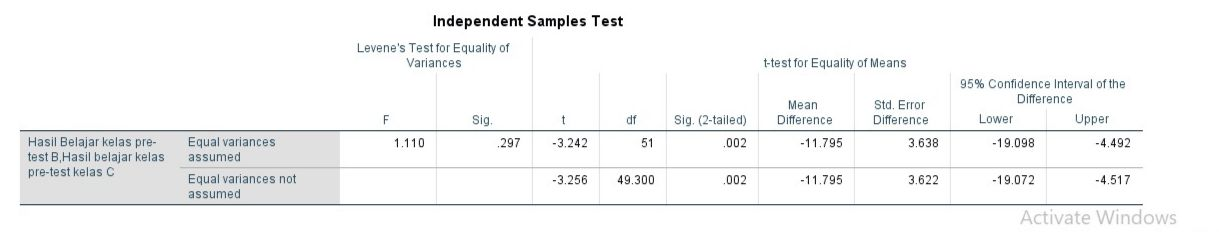 Independent Samples Test
Levene's Test for Equality of
Variances
t-test for Equality of Means
95% Confidence Interval of the
Difference
F
Sig.
t
df
Sig. (2-tailed)
Mean
Difference
Std. Error
Difference
Lower
Upper
Hasil Belajar kelas pre-
test B,Hasil belajar kelas
pre-test kelas C
Equal variances
assumed
1.110
.297
-3.242
51
.002
-11.795
3.638
-19.098
-4.492
Equal variances not
assumed
-3.256
49.300
.002
-11.795
3.622
-19.072
-4.517
Activate Windows